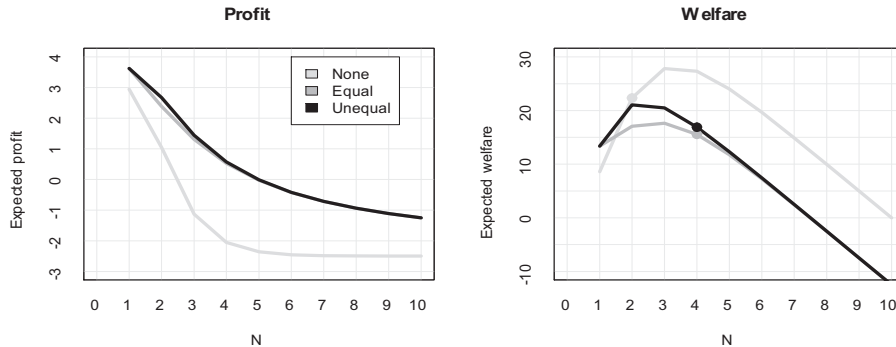 Profit
Expected profit
4
3
2
1
0
-1
-2
-3
None
Equal
Unequal
0 1 2 3 4 5 6 7 8 9 10
N
Welfare
Expected welfare
30
20
10
0
-10
0 1 2 3 4 5 6 7 8 9 10
N